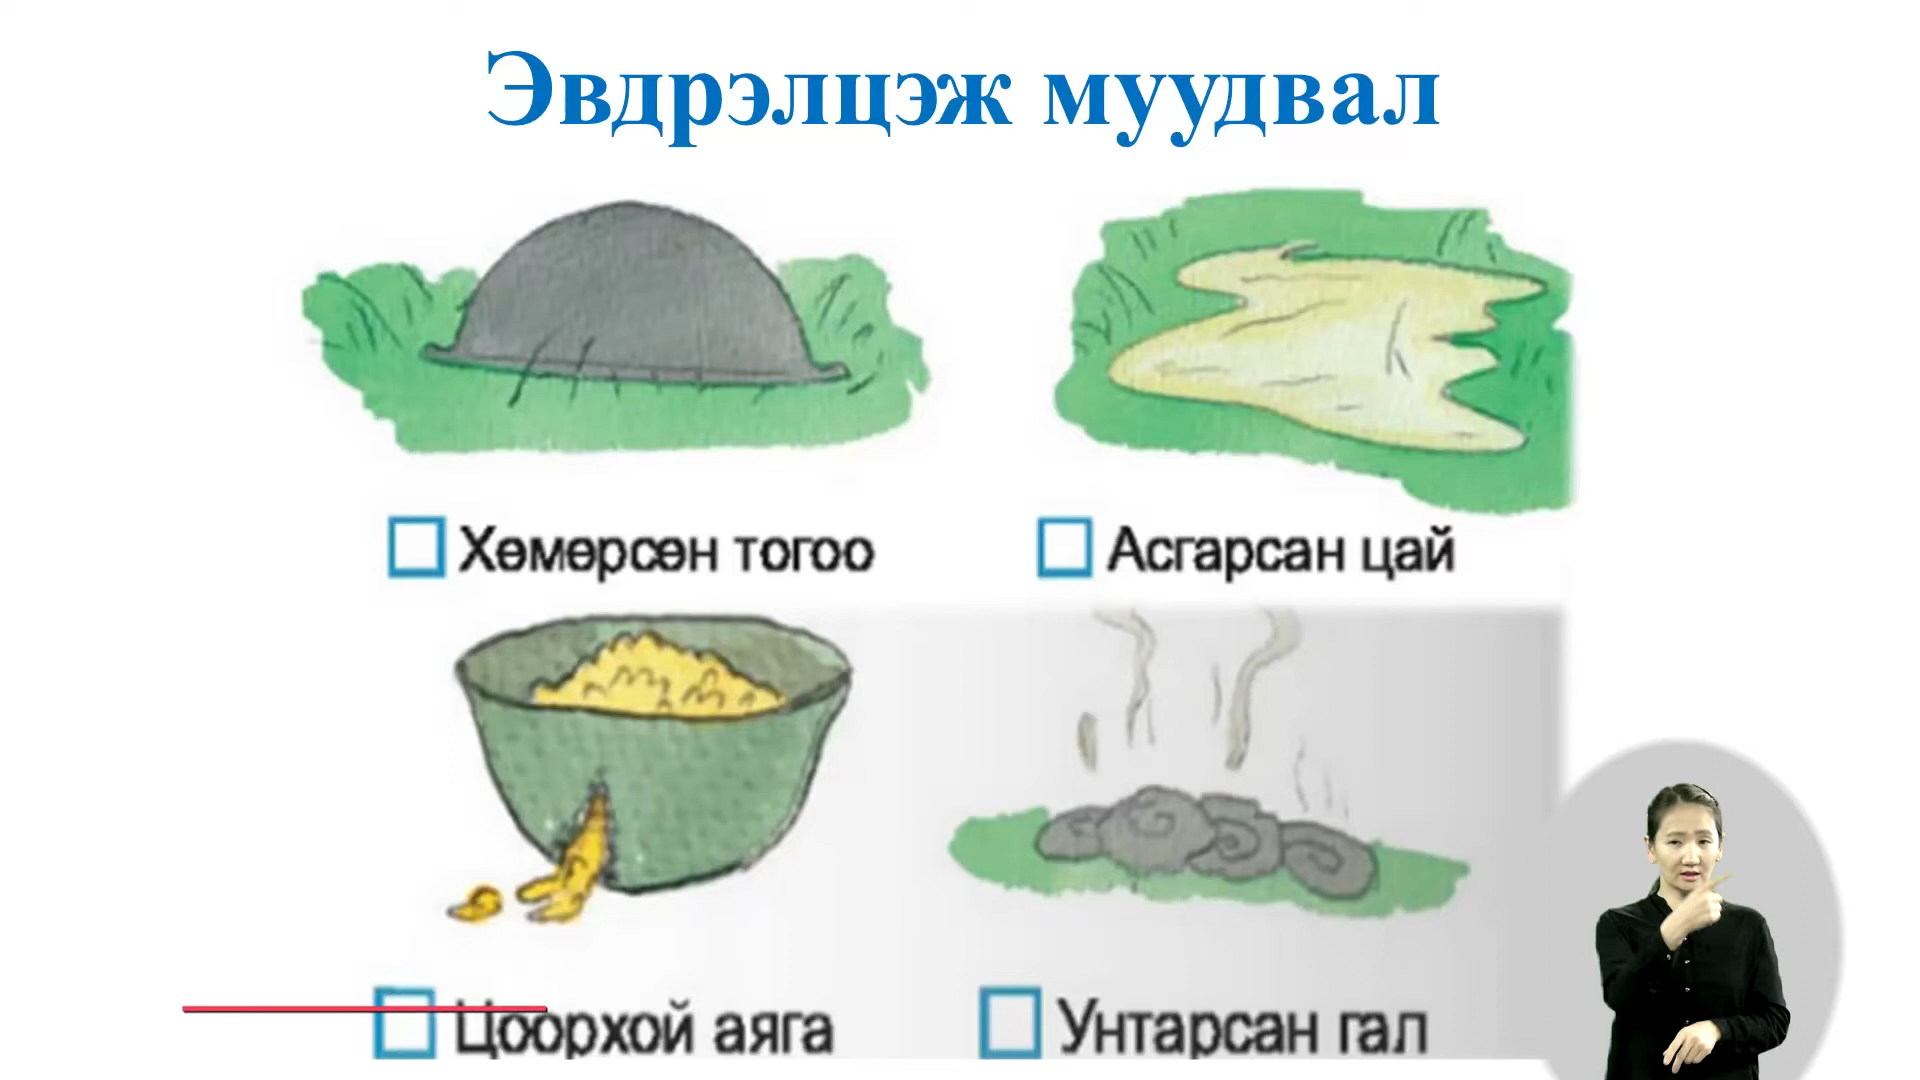 Эвдрэлцэж муудвал
Хөмөрсөн тогоо
Асгарсан цай
Цоорхой аяга
Унтарсан гал